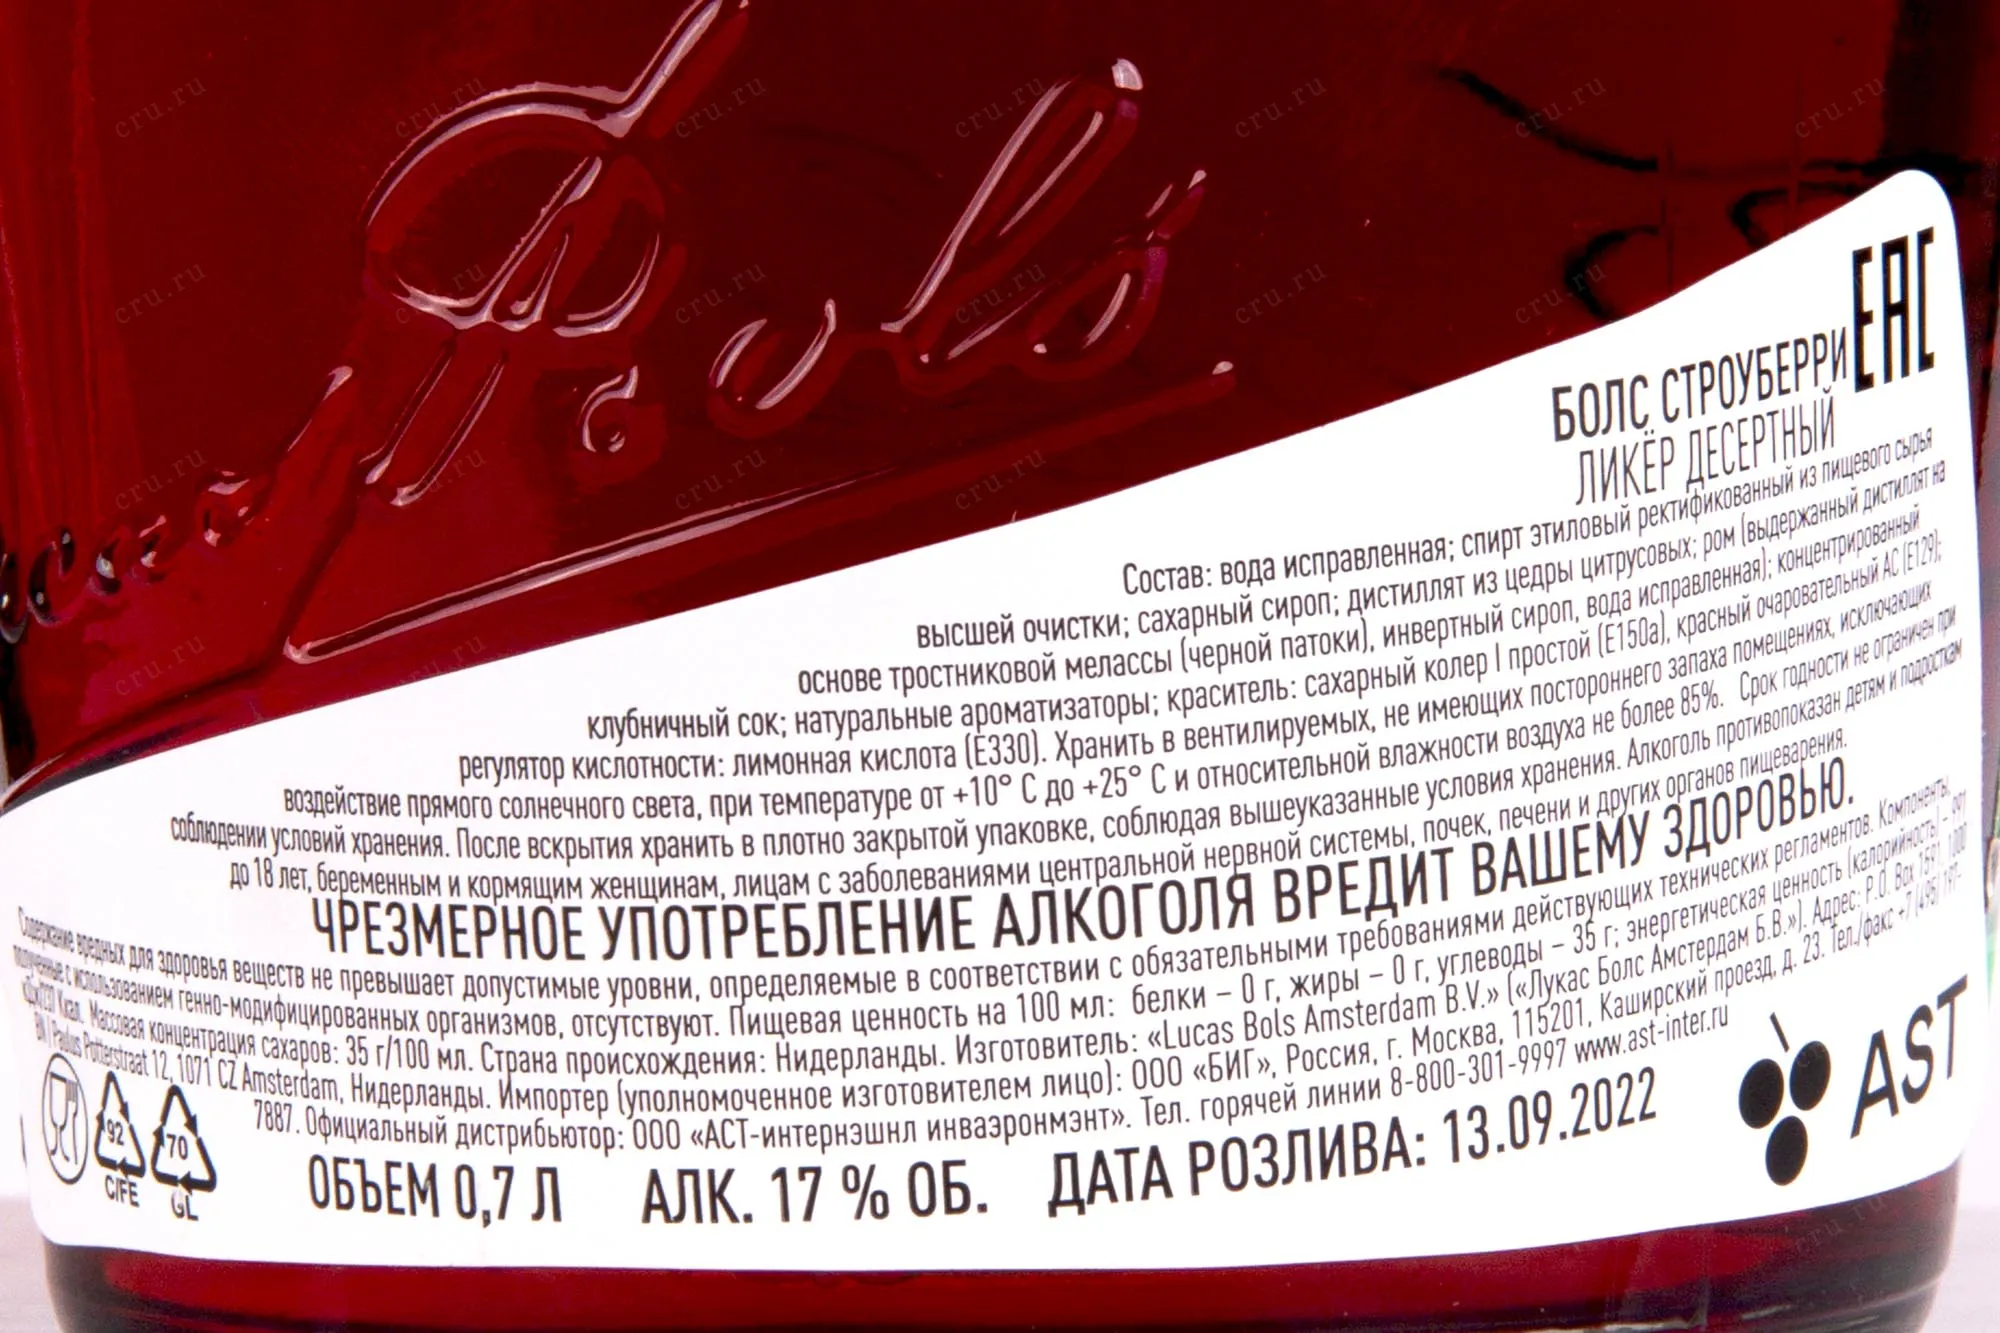 Bols
ЕАС
БОЛС СТРОУБЕРРИ
ЛИКЁР ДЕСЕРТНЫЙ
Состав: вода исправленная; спирт этиловый ректификованный из пищевого сырья
высшей очистки; сахарный сироп; дистиллят из цедры цитрусовых; ром (выдержанный дистиллят на
основе тростниковой мелассы (черной патоки), инвертный сироп, вода исправленная); концентрированный
клубничный сок; натуральные ароматизаторы; краситель: сахарный колер I простой (E150a), красный очаровательный АС (E129);
регулятор кислотности: лимонная кислота (E330). Хранить в вентилируемых, не имеющих постороннего запаха помещениях, исключающих
воздействие прямого солнечного света, при температуре от +10° С до +25° С и относительной влажности воздуха не более 85%. Срок годности не ограничен при
соблюдении условий хранения. После вскрытия хранить в плотно закрытой упаковке, соблюдая вышеуказанные условия хранения. Алкоголь противопоказан детям и подросткам
до 18 лет, беременным и кормящим женщинам, лицам с заболеваниями центральной нервной системы, почек, печени и других органов пищеварения.
ЧРЕЗМЕРНОЕ УПОТРЕБЛЕНИЕ АЛКОГОЛЯ ВРЕДИТ ВАШЕМУ ЗДОРОВЬЮ.
Содержание вредных для здоровья веществ не превышает допустимые уровни, определяемые в соответствии с обязательными требованиями действующих технических регламентов. Компоненты,
полученные с использованием генно-модифицированных организмов, отсутствуют. Пищевая ценность на 100 мл: белки – 0 г, жиры – 0 г, углеводы – 35 г; энергетическая ценность (калорийность) – 991
кДж/237 Ккал. Массовая концентрация сахаров: 35 г/100 мл. Страна происхождения: Нидерланды. Изготовитель: «Lucas Bols Amsterdam B.V.» («Лукас Болс Амстердам Б.В.»). Адрес: P.O. Box 1591, 1000
BN | Paulus Potterstraat 12, 1071 CZ Amsterdam, Нидерланды. Импортер (уполномоченное изготовителем лицо): ООО «БИГ», Россия, г. Москва, 115201, Каширский проезд, д. 23. Тел./факс +7 (495) 197-
7887. Официальный дистрибьютор: ООО «АСТ-интернэшнл инваэронмэнт». Тел. горячей линии 8-800-301-9997 www.ast-inter.ru
92
C/FE
70
GL
ОБЪЕМ 0,7 Л АЛК. 17 % ОБ. ДАТА РОЗЛИВА: 13.09.2022
AST
cru.ru